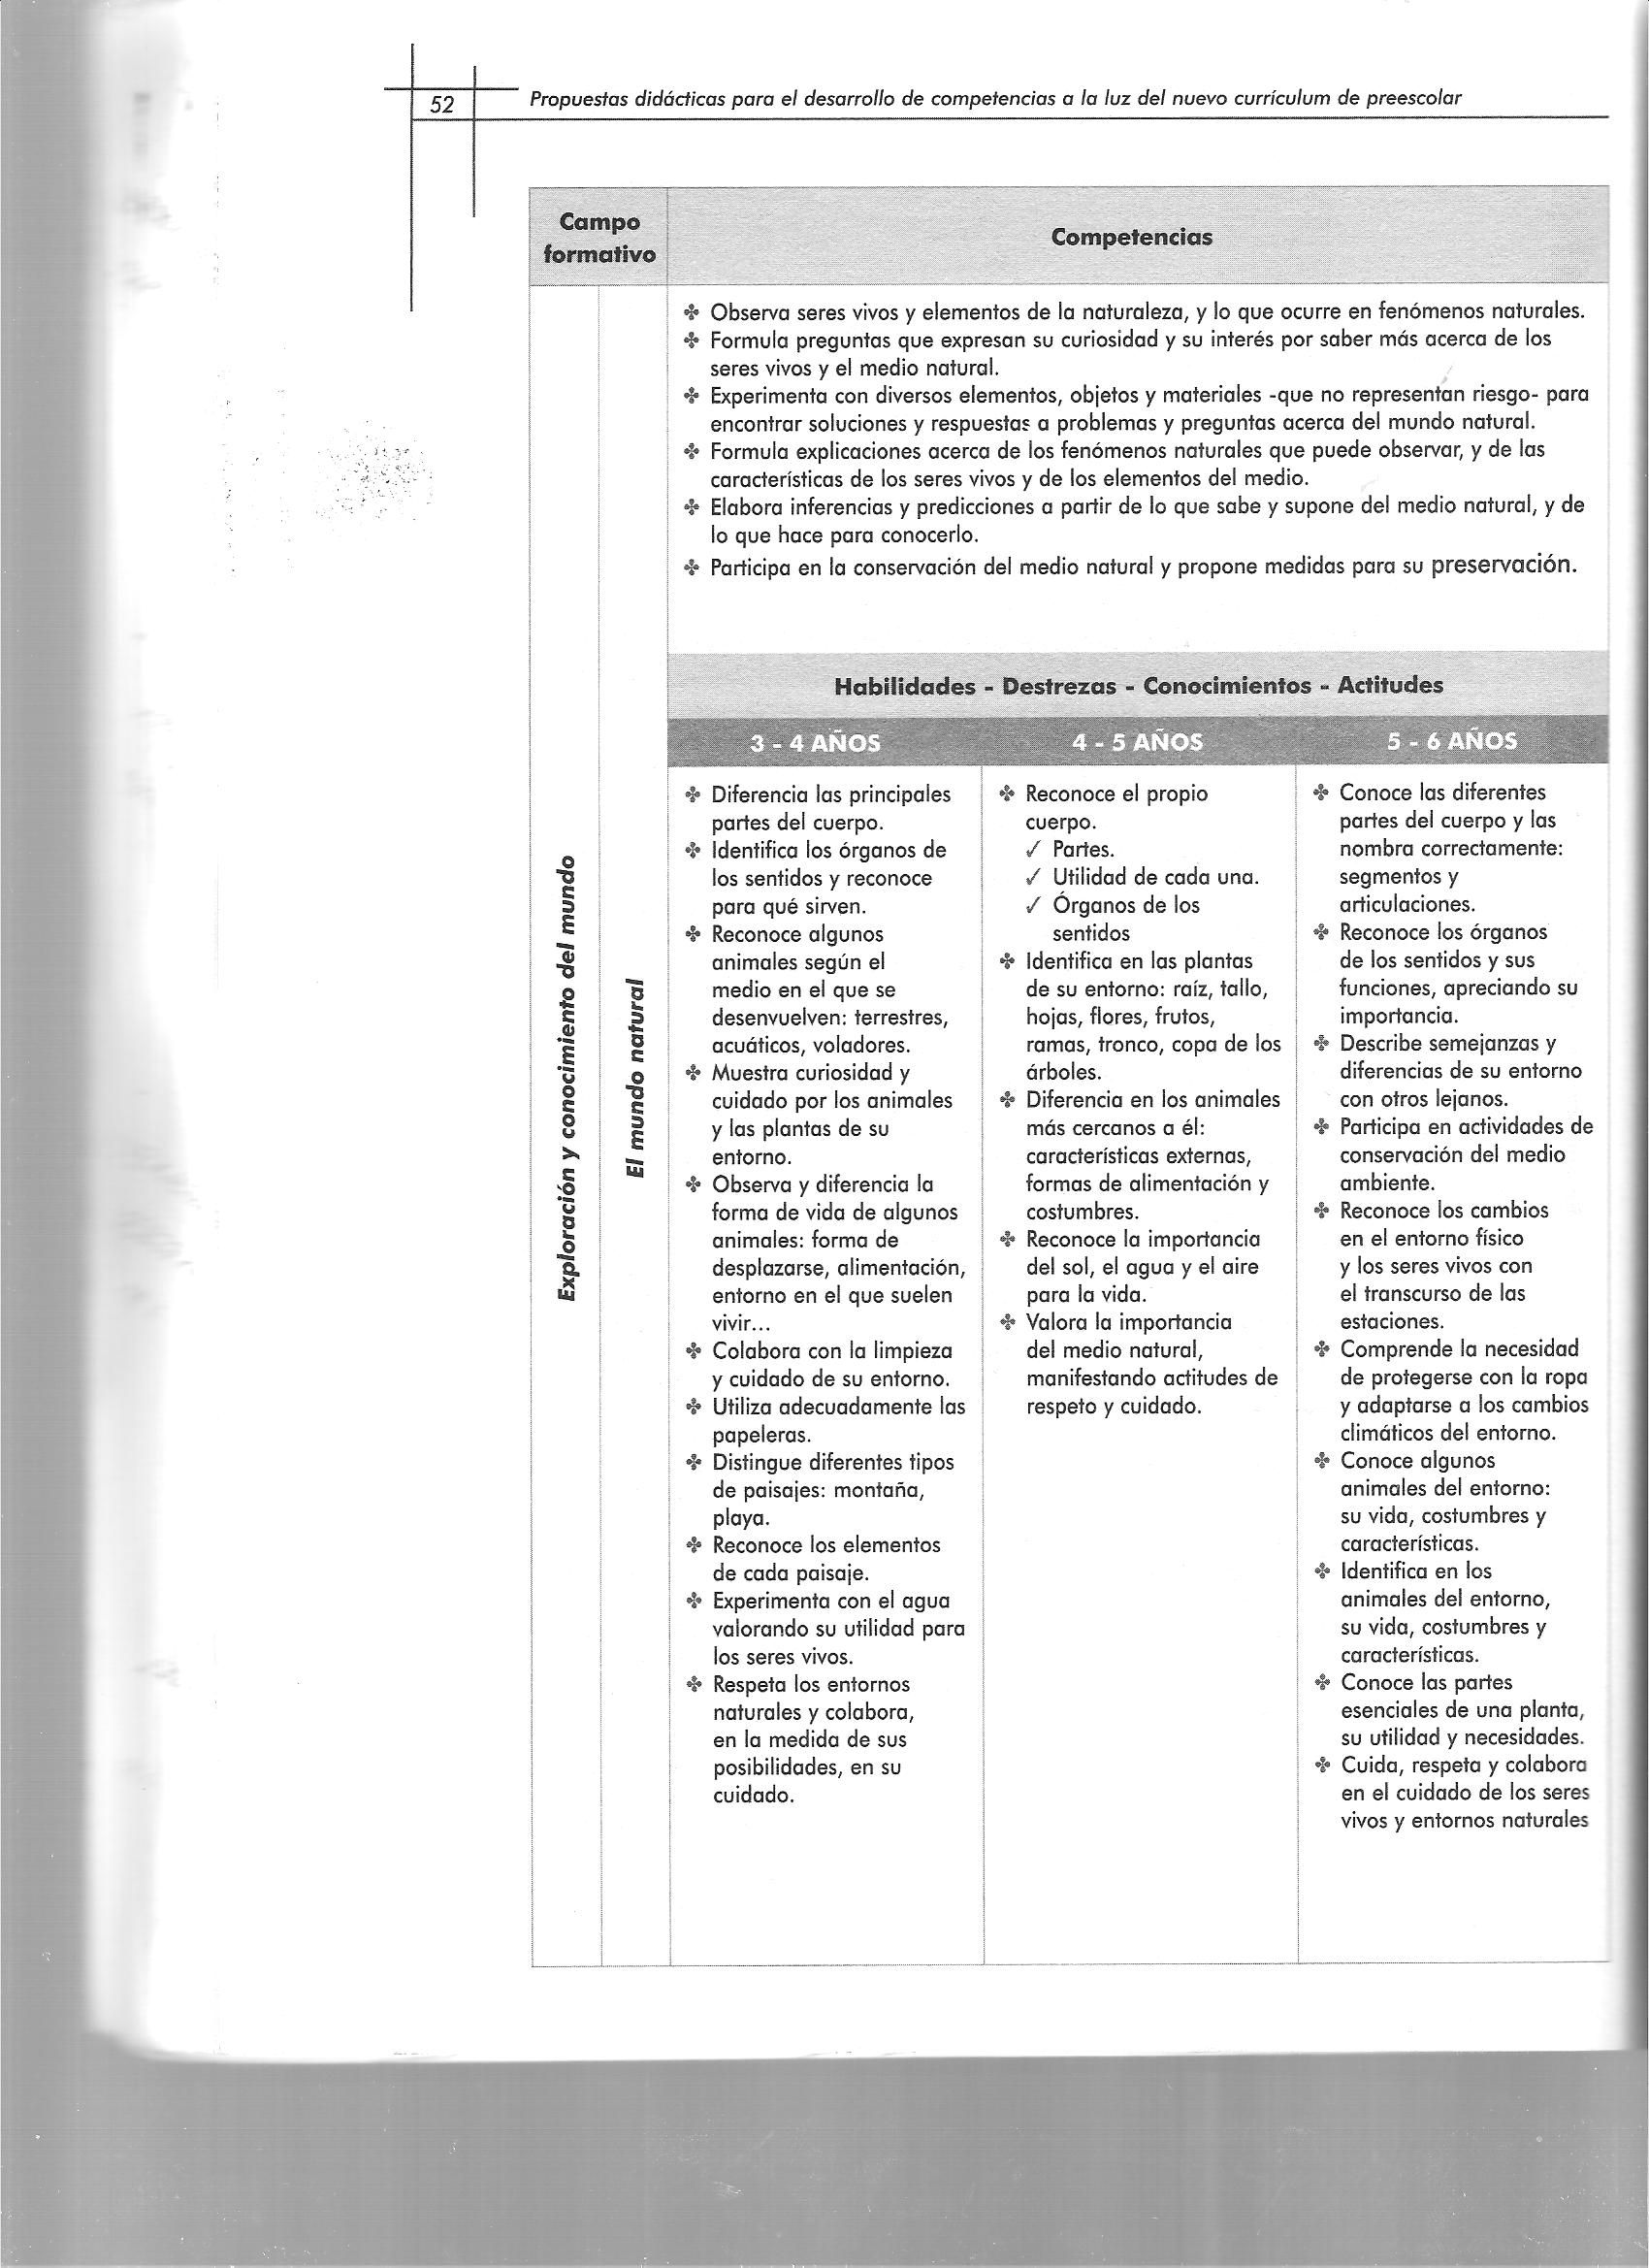 52
Propuestas didácticas para el desarrollo de competencias a la luz del nuevo currículum de preescolar
Campo
formativo
Competencias
Observa seres vivos y elementos de la naturaleza, y lo que ocurre en fenómenos naturales.
Formula preguntas que expresan su curiosidad y su interés por saber más acerca de los
seres vivos y el medio natural.
Experimenta con diversos elementos, objetos y materiales -que no representan riesgo- para
encontrar soluciones y respuestas a problemas y preguntas acerca del mundo natural.
Formula explicaciones acerca de los fenómenos naturales que puede observar, y de las
características de los seres vivos y de los elementos del medio.
Elabora inferencias y predicciones a partir de lo que sabe y supone del medio natural, y de
lo que hace para conocerlo.
Participa en la conservación del medio natural y propone medidas para su preservación.
Exploración y conocimiento del mundo
El mundo natural
Habilidades - Destrezas - Conocimientos - Actitudes
3 - 4 AÑOS
Diferencia las principales
partes del cuerpo.
Identifica los órganos de
los sentidos y reconoce
para qué sirven.
Reconoce algunos
animales según el
medio en el que se
desenvuelven: terrestres,
acuáticos, voladores.
Muestra curiosidad y
cuidado por los animales
y las plantas de su
entorno.
Observa y diferencia la
forma de vida de algunos
animales: forma de
desplazarse, alimentación,
entorno en el que suelen
vivir...
Colabora con la limpieza
y cuidado de su entorno.
Utiliza adecuadamente las
papeleras.
Distingue diferentes tipos
de paisajes: montaña,
playa.
Reconoce los elementos
de cada paisaje.
Experimenta con el agua
valorando su utilidad para
los seres vivos.
Respeta los entornos
naturales y colabora,
en la medida de sus
posibilidades, en su
cuidado.
4 - 5 AÑOS
Reconoce el propio
cuerpo.
✓ Partes.
✓ Utilidad de cada una.
✓ Órganos de los
sentidos
Identifica en las plantas
de su entorno: raíz, tallo,
hojas, flores, frutos,
ramas, tronco, copa de los
árboles.
Diferencia en los animales
más cercanos a él:
características externas,
formas de alimentación y
costumbres.
Reconoce la importancia
del sol, el agua y el aire
para la vida.
Valora la importancia
del medio natural,
manifestando actitudes de
respeto y cuidado.
5 - 6 AÑOS
Conoce las diferentes
partes del cuerpo y las
nombra correctamente:
segmentos y
articulaciones.
Reconoce los órganos
de los sentidos y sus
funciones, apreciando su
importancia.
Describe semejanzas y
diferencias de su entorno
con otros lejanos.
Participa en actividades de
conservación del medio
ambiente.
Reconoce los cambios
en el entorno físico
y los seres vivos con
el transcurso de las
estaciones.
Comprende la necesidad
de protegerse con la ropa
y adaptarse a los cambios
climáticos del entorno.
Conoce algunos
animales del entorno:
su vida, costumbres y
características.
Identifica en los
animales del entorno,
su vida, costumbres y
características.
Conoce las partes
esenciales de una planta,
su utilidad y necesidades.
Cuida, respeta y colabora
en el cuidado de los seres
vivos y entornos naturales